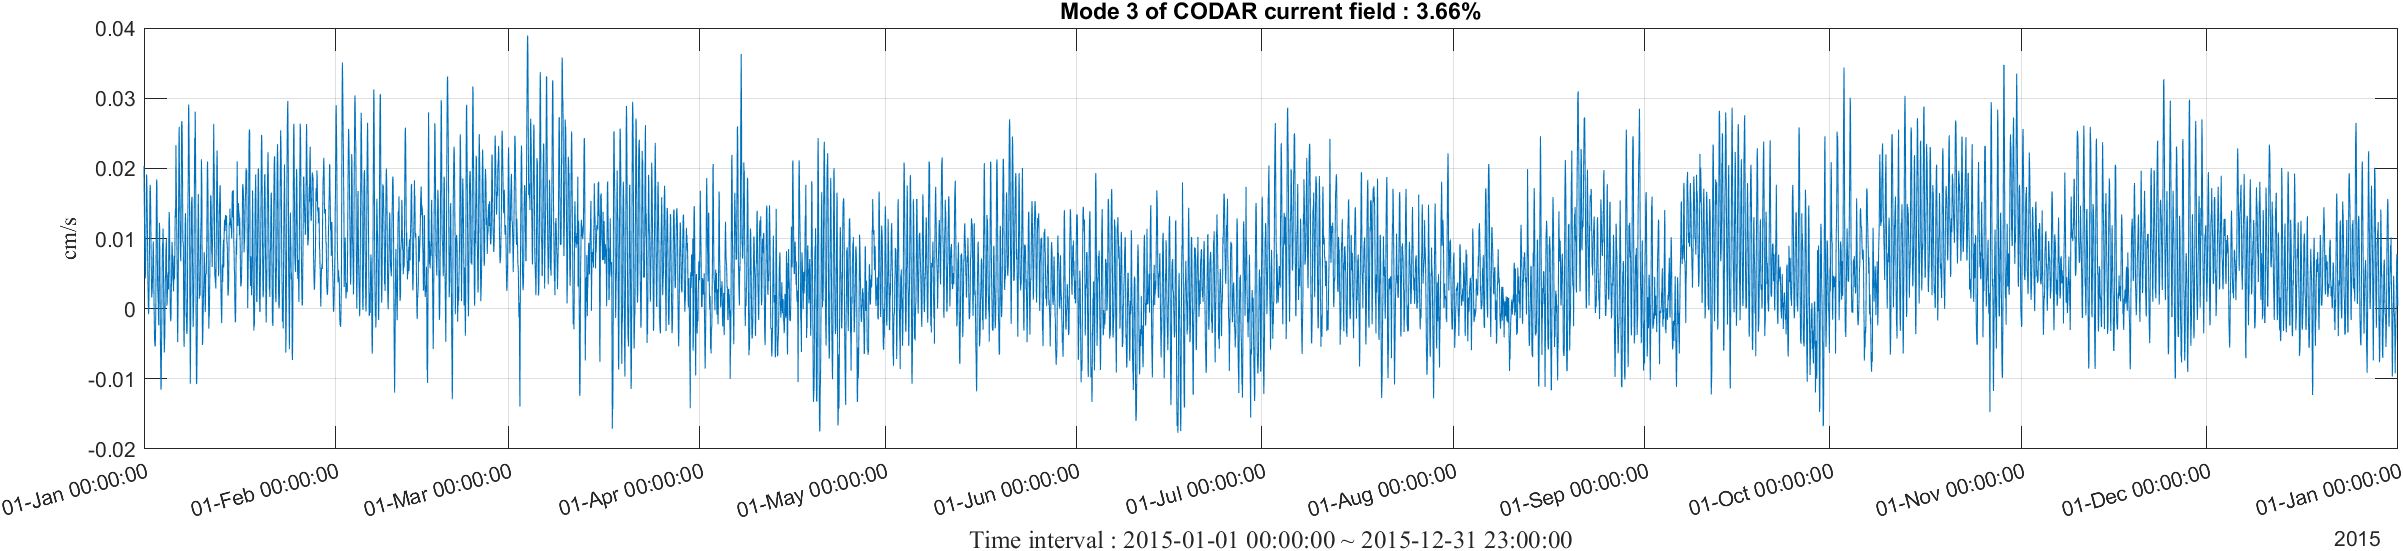 Mode 3 of CODAR current field : 3.66%
0.04
0.03
0.02
0.01
0
-0.01
-0.02
cm/s
01-Jan 00:00:00
01-Feb 00:00:00
01-Mar 00:00:00
01-Apr 00:00:00
01-May 00:00:00
01-Jun 00:00:00
01-Jul 00:00:00
01-Aug 00:00:00
01-Sep 00:00:00
01-Oct 00:00:00
01-Nov 00:00:00
01-Dec 00:00:00
01-Jan 00:00:00
Time interval : 2015-01-01 00:00:00 ~ 2015-12-31 23:00:00
2015